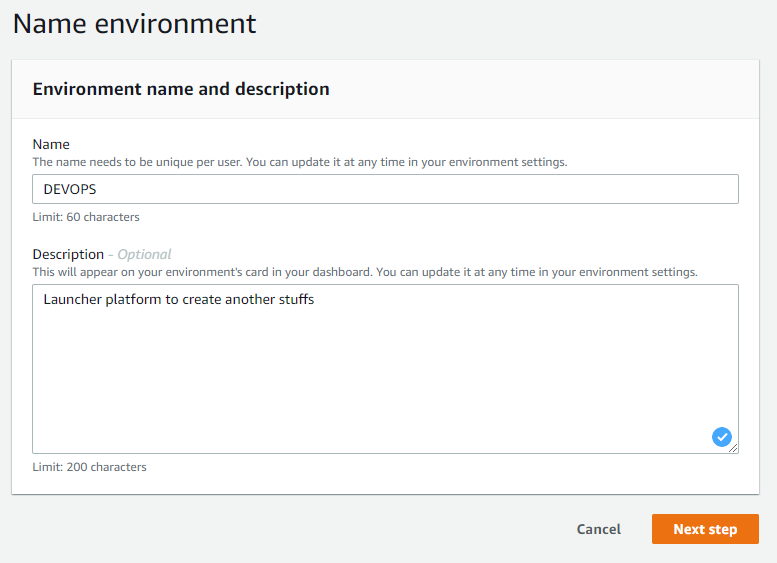 Name environment
Environment name and description
Name
The name needs to be unique per user. You can update it at any time in your environment settings.
DEVOPS
Limit: 60 characters
Description - Optional
This will appear on your environment's card in your dashboard. You can update it at any time in your environment settings.
Launcher platform to create another stuffs
Limit: 200 characters
Cancel
Next step